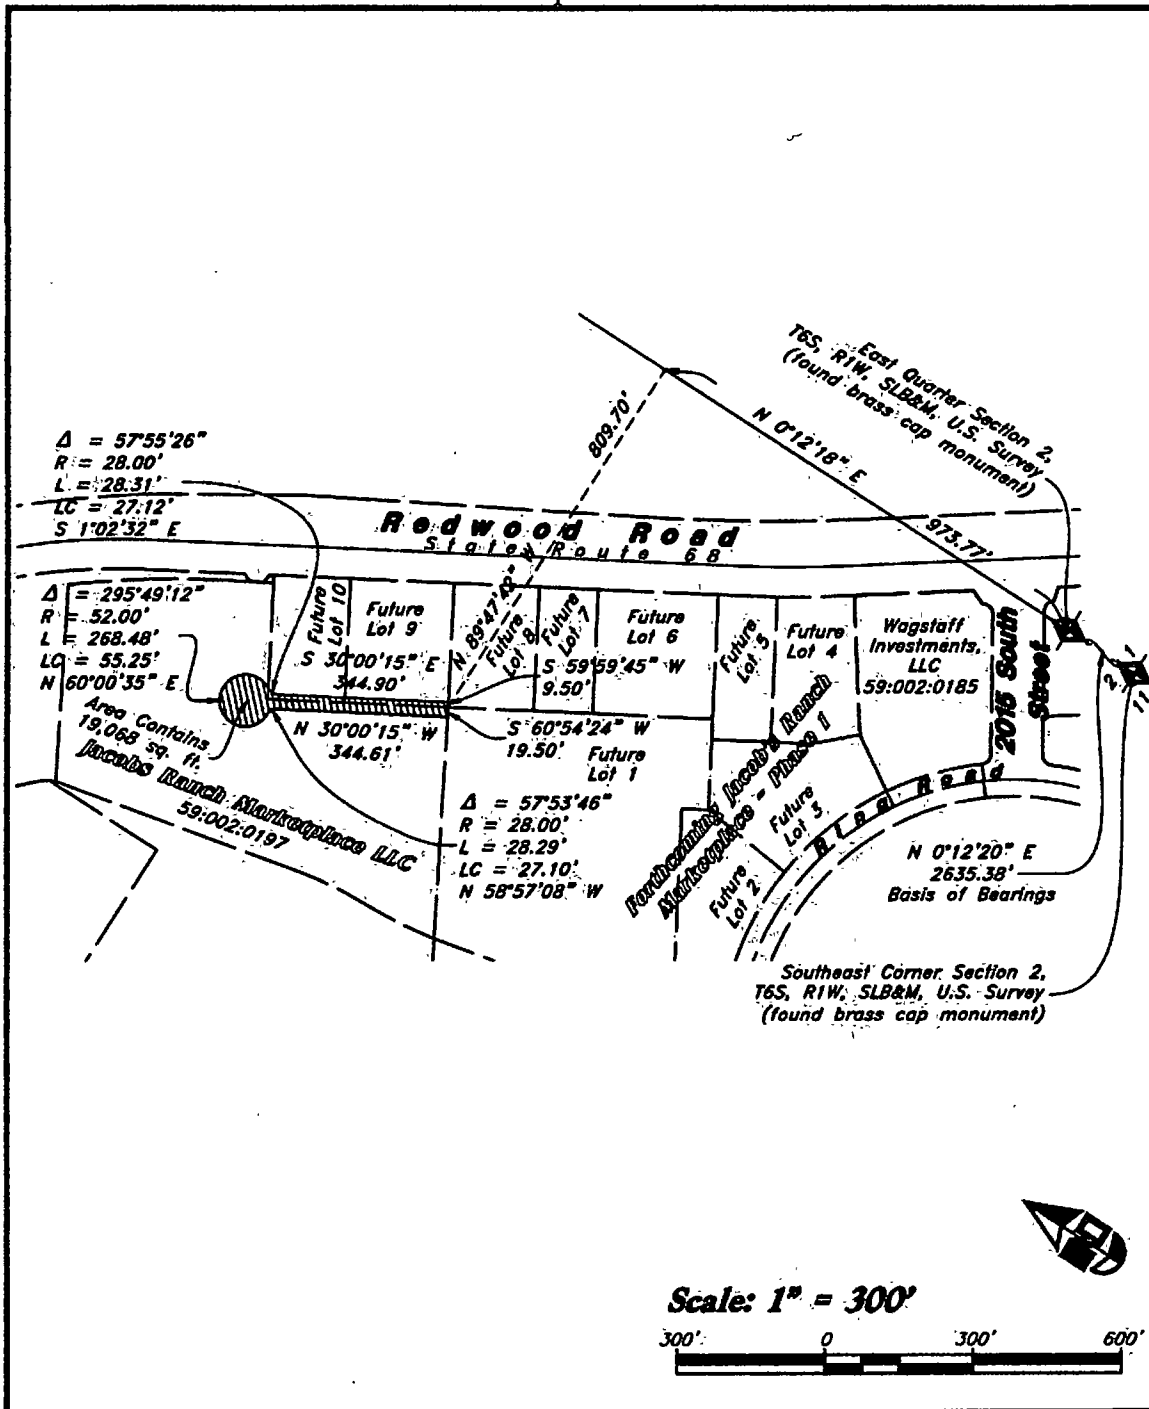 East Quarter Section 2,
T6S, R1W, SLB&M, U.S. Survey
(found brass cap monument)
809.70'
N 0°12'18" E
973.77'
Δ = 57°55'26"
R = 28.00'
L = 28.31'
LC = 27.12'
S 1°02'32" E
Redwood Road
State Route 68
Δ = 295°49'12"
R = 52.00'
L = 268.48'
LC = 55.25'
N 60°00'35" E
Area Contains
19,068 sq. ft.
Jacobs Ranch Marketplace LLC
59:002:0197
Future
Lot 10
Future
Lot 9
S 30°00'15" E
344.90'
N 30°00'15" W
344.61'
N 89°47'42" W
Future
Lot 8
Future
Lot 7
Future
Lot 6
S 59°59'45" W
9.50'
S 60°54'24" W
19.50'
Future
Lot 1
Future
Lot 5
Future
Lot 4
Wagstaff
Investments,
LLC
59:002:0185
2015 South
Street
2
1
11
Δ = 57°53'46"
R = 28.00'
L = 28.29'
LC = 27.10'
N 58°57'08" W
Forthcoming Jacob's Ranch
Marketplace - Phase 1
Future
Lot 3
Future
Lot 2
Road
N 0°12'20" E
2635.38'
Basis of Bearings
Southeast Corner Section 2,
T6S, R1W, SLB&M, U.S. Survey
(found brass cap monument)
Scale: 1" = 300'
300' 0 300' 600'